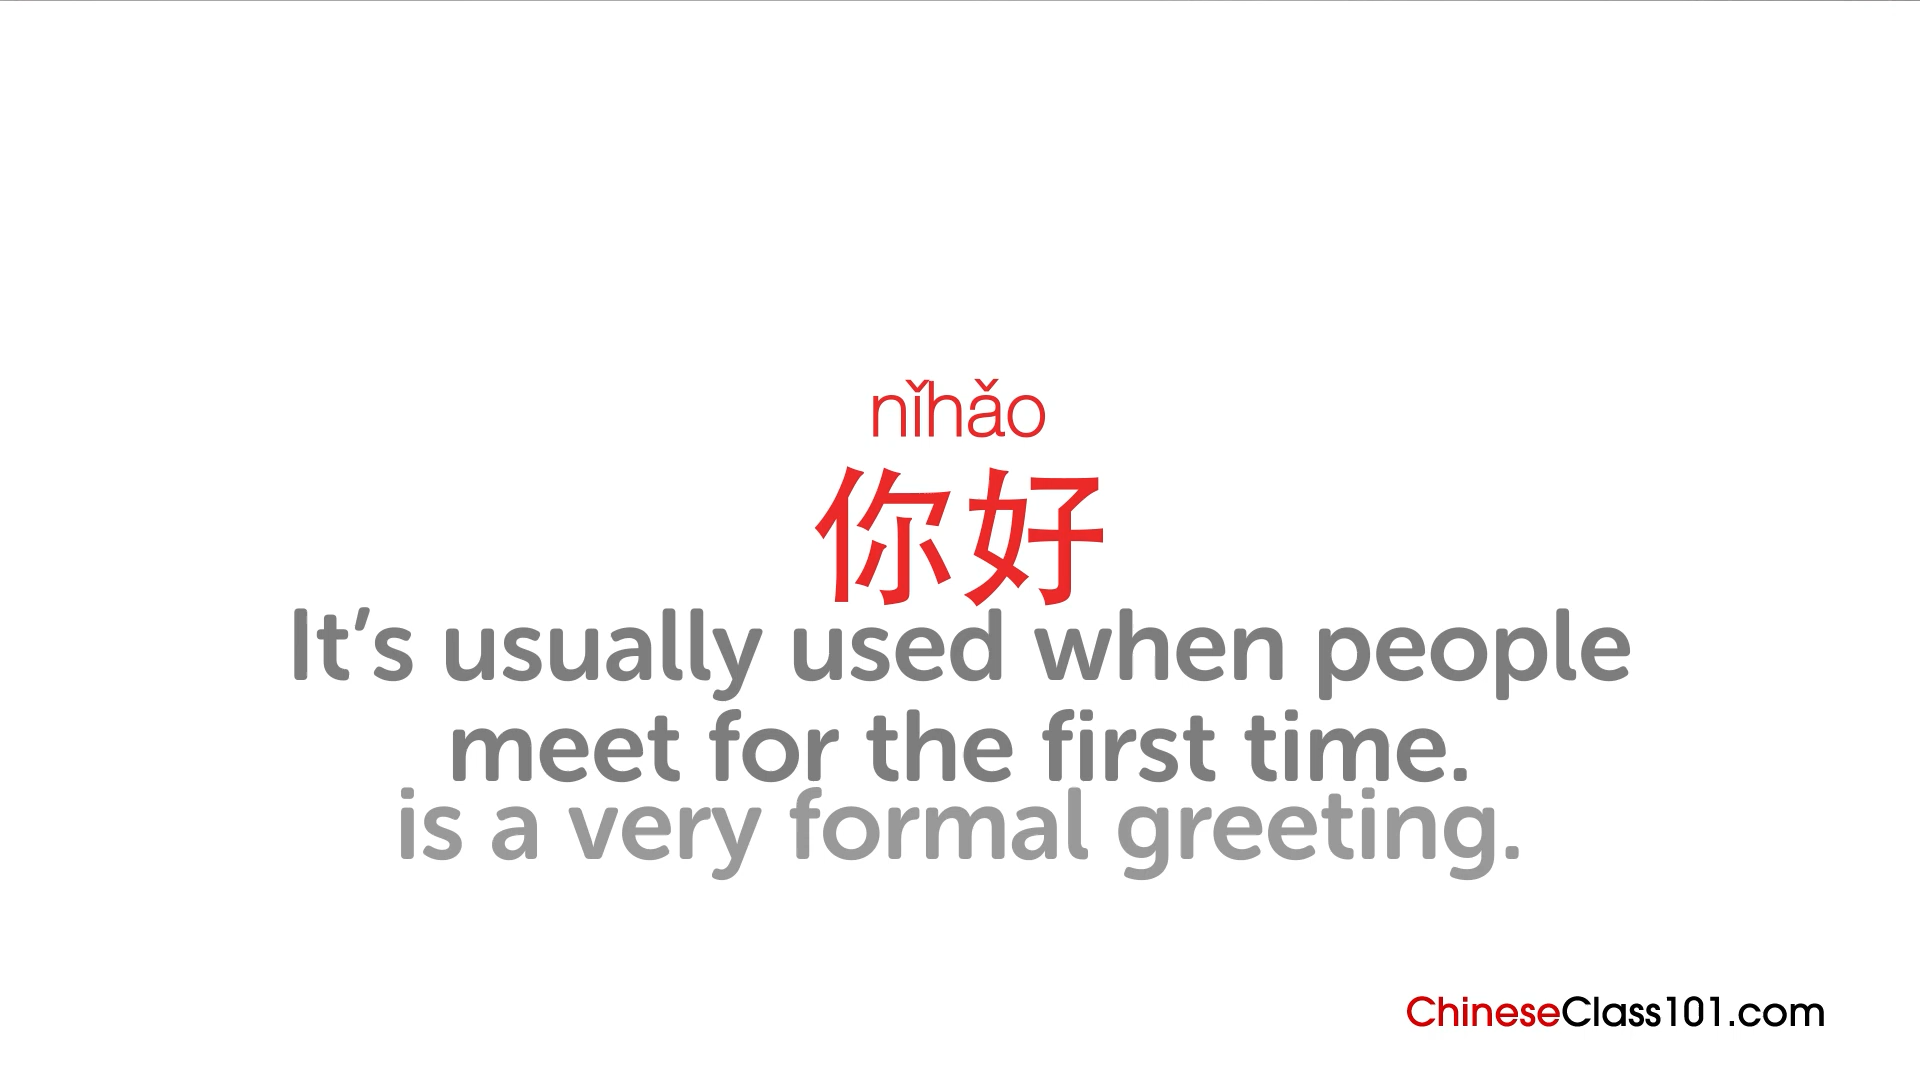 nǐhǎo
你好
It’s usually used when people
meet for the first time.
is a very formal greeting.
ChineseClass101.com